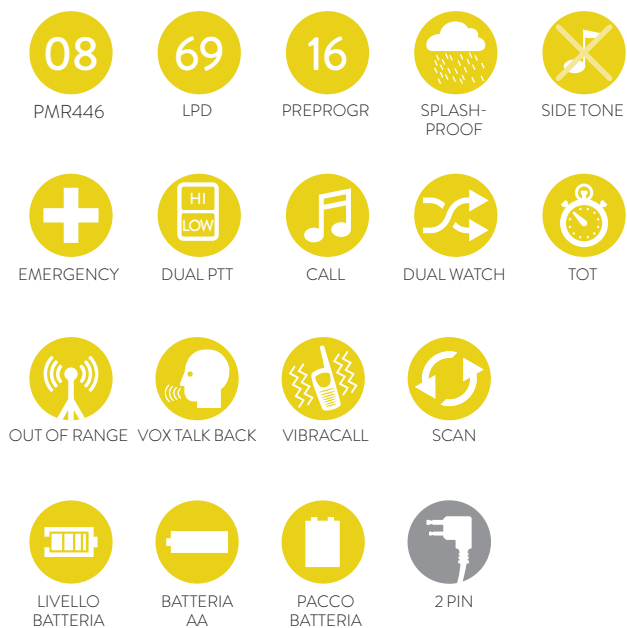 08 69 16
PMR446 LPD PREPROGR SPLASH- SIDE TONE
PROOF
HI
LOW
EMERGENCY DUAL PTT CALL DUAL WATCH TOT
OUT OF RANGE VOX TALK BACK VIBRACALL SCAN
LIVELLO BATTERIA PACCO 2 PIN
BATTERIA AA BATTERIA